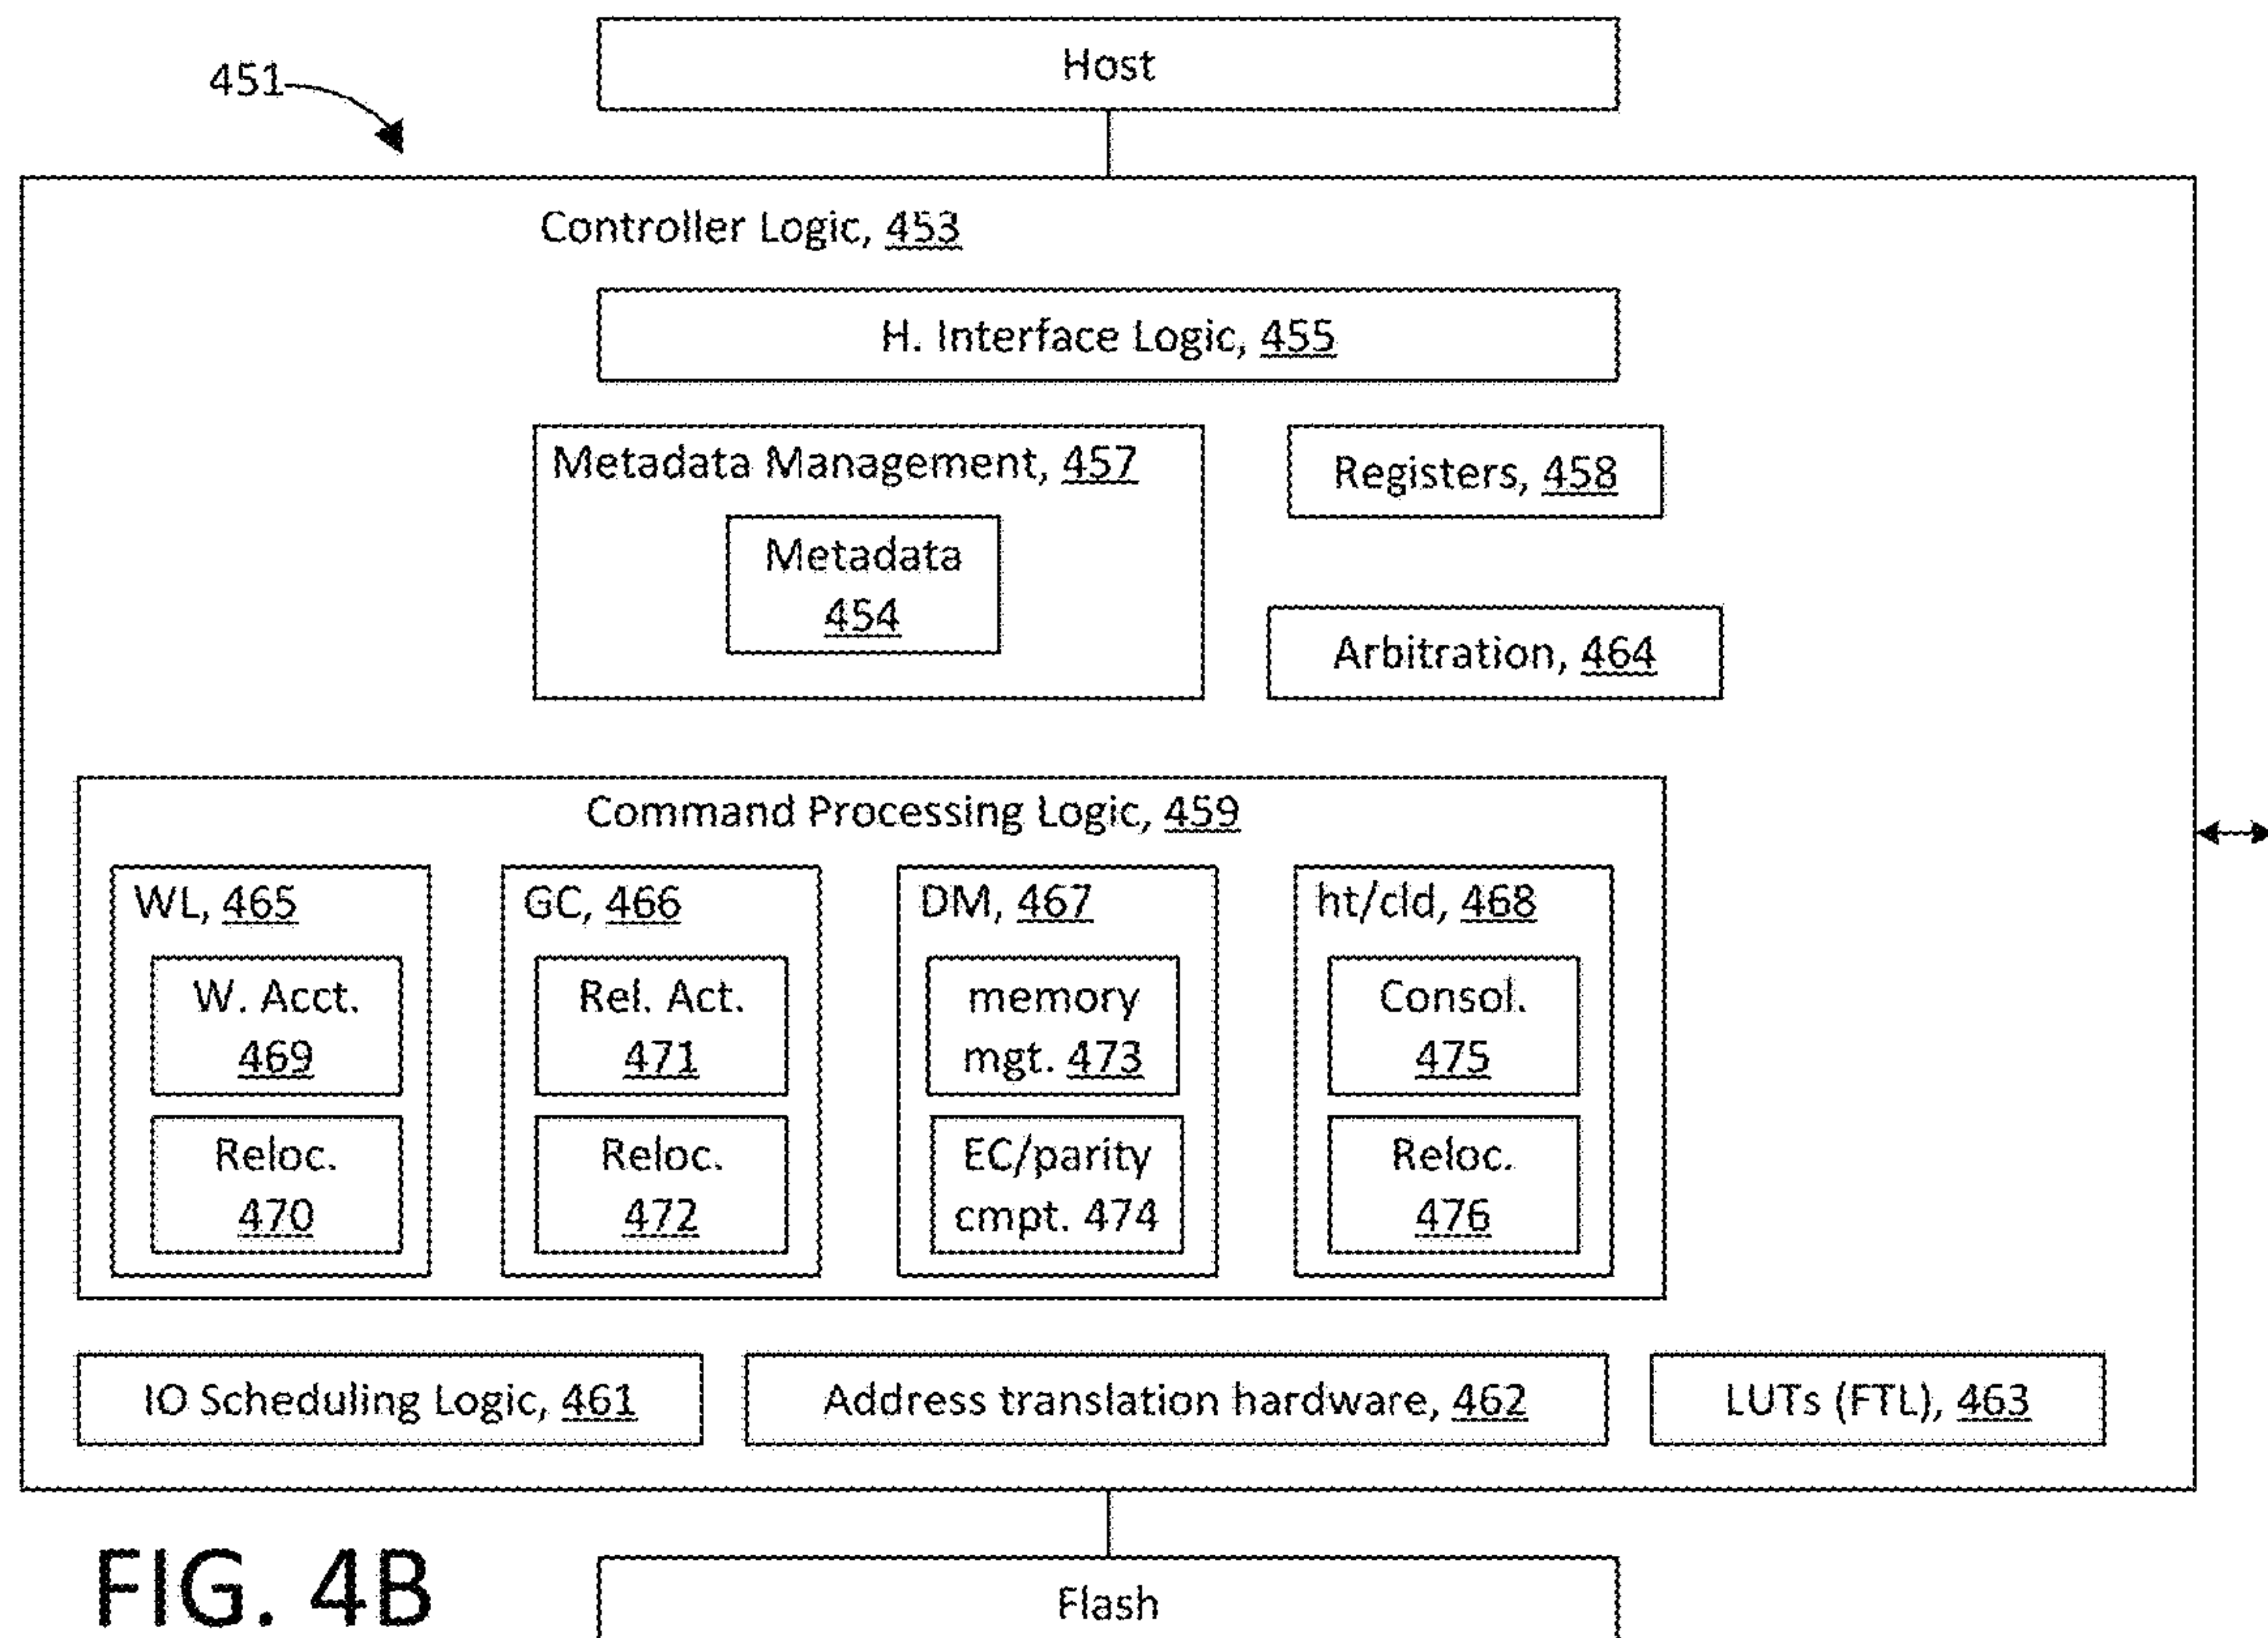 Host
451
Controller Logic, 453
H. Interface Logic, 455
Metadata Management, 457
Registers, 458
Metadata
454
Arbitration, 464
Command Processing Logic, 459
WL, 465
W. Acct.
469
Reloc.
470
GC, 466
Rel. Act.
471
Reloc.
472
DM, 467
memory
mgt. 473
EC/parity
cmpt. 474
ht/cld, 468
Consol.
475
Reloc.
476
IO Scheduling Logic, 461
Address translation hardware, 462
LUTs (FTL), 463
FIG. 4B
Flash